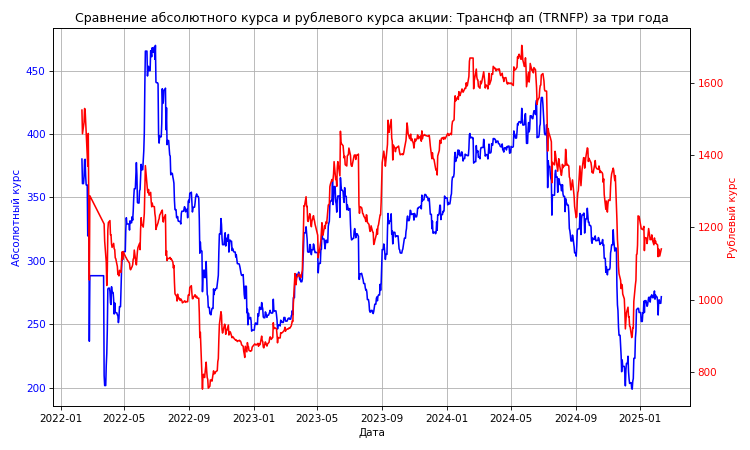 Сравнение абсолютного курса и рублевого курса акции: Транснф ап (TRNFP) за три года
450
400
350
300
250
200
Абсолютный курс
1600
1400
1200
1000
800
Рублевый курс
2022-01 2022-05 2022-09 2023-01 2023-05 2023-09 2024-01 2024-05 2024-09 2025-01
Дата